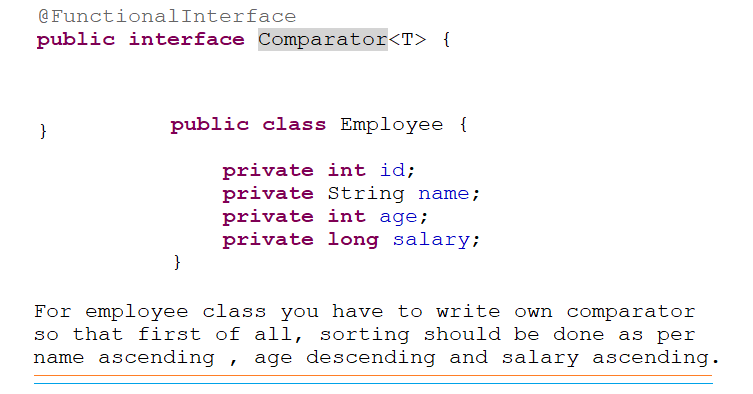 @FunctionalInterface
public interface Comparator<T> {
}
public class Employee {
private int id;
private String name;
private int age;
private long salary;
}
For employee class you have to write own comparator
so that first of all, sorting should be done as per
name ascending , age descending and salary ascending.